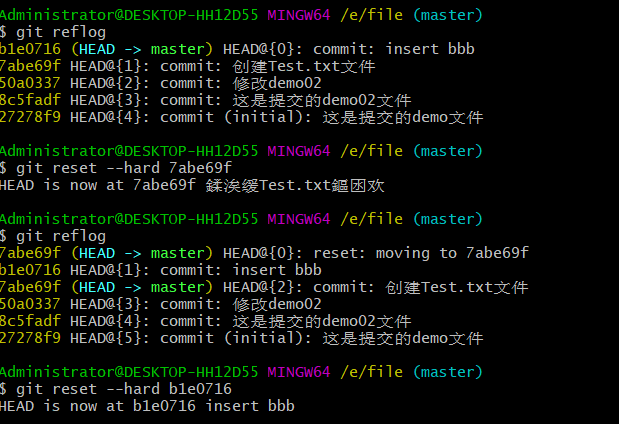 Administrator@DESKTOP-HH12D55 MINGW64 /e/file (master)
$ git reflog
b1e0716 (HEAD -> master) HEAD@{0}: commit: insert bbb
7abe69f HEAD@{1}: commit: 创建Test.txt文件
50a0337 HEAD@{2}: commit: 修改demo02
8c5fadf HEAD@{3}: commit: 这是提交的demo02文件
27278f9 HEAD@{4}: commit (initial): 这是提交的demo文件
Administrator@DESKTOP-HH12D55 MINGW64 /e/file (master)
$ git reset --hard 7abe69f
HEAD is now at 7abe69f 鍒涘缓Test.txt鏂囦欢
Administrator@DESKTOP-HH12D55 MINGW64 /e/file (master)
$ git reflog
7abe69f (HEAD -> master) HEAD@{0}: reset: moving to 7abe69f
b1e0716 HEAD@{1}: commit: insert bbb
7abe69f (HEAD -> master) HEAD@{2}: commit: 创建Test.txt文件
50a0337 HEAD@{3}: commit: 修改demo02
8c5fadf HEAD@{4}: commit: 这是提交的demo02文件
27278f9 HEAD@{5}: commit (initial): 这是提交的demo文件
Administrator@DESKTOP-HH12D55 MINGW64 /e/file (master)
$ git reset --hard b1e0716
HEAD is now at b1e0716 insert bbb